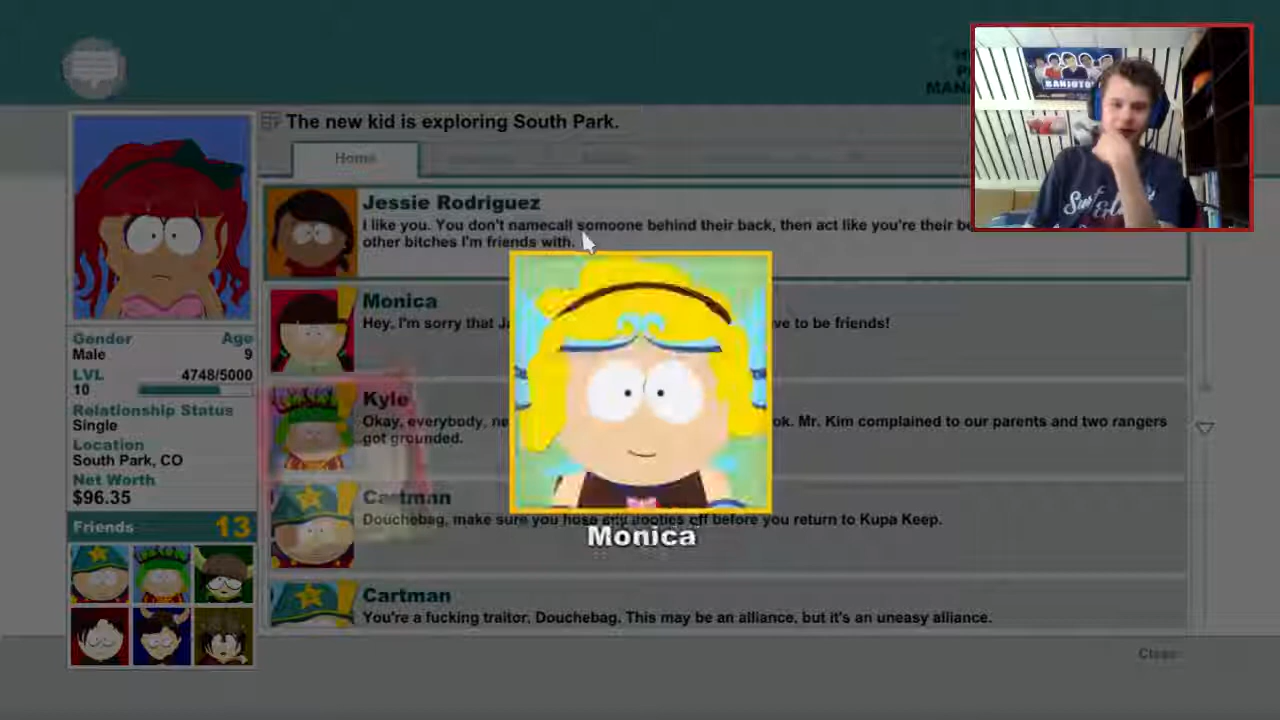 The new kid is exploring South Park.
Home
Jessie Rodriguez
I like you. You don't namecall someone behind their back, then act like you're their
other bitches I'm friends with.
Monica
Hey, I'm sorry that
to be friends!
Kyle
Okay, everybody,
Mr. Kim complained to our parents and two rangers
got grounded.
Cartman
Douchebag, make sure you hose any booties off before you return to Kupa Keep.
Cartman
You're a fucking traitor, Douchebag. This may be an alliance, but it's an uneasy alliance.
Monica
Gender
Age
Male
9
LVL
4748/5000
10
Relationship Status
Single
Location
South Park, CO
Net Worth
$96.35
Friends
13
Close